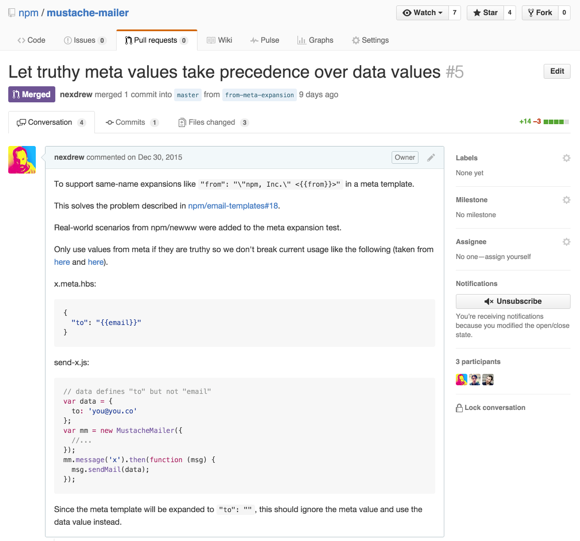 npm / mustache-mailer
Watch 7 Star 4 Fork 0
Code Issues 0 Pull requests 0 Wiki Pulse Graphs Settings
Let truthy meta values take precedence over data values #5
Edit
Merged nexdrew merged 1 commit into master from from-meta-expansion 9 days ago
Conversation 4 Commits 1 Files changed 3
+14 −3
nexdrew commented on Dec 30, 2015 Owner
To support same-name expansions like "from": "\"npm, Inc.\" <{{from}}>" in a meta template.
This solves the problem described in npm/email-templates#18.
Real-world scenarios from npm/newww were added to the meta expansion test.
Only use values from meta if they are truthy so we don't break current usage like the following (taken from
here and here).
x.meta.hbs:
{
"to": "{{email}}"
}
send-x.js:
// data defines "to" but not "email"
var data = {
to: 'you@you.co'
};
var mm = new MustacheMailer({
//...
});
mm.message('x').then(function (msg) {
msg.sendMail(data);
});
Since the meta template will be expanded to "to": "", this should ignore the meta value and use the
data value instead.
Labels
None yet
Milestone
No milestone
Assignee
No one—assign yourself
Notifications
Unsubscribe
You're receiving notifications
because you modified the open/close
state.
3 participants
Lock conversation